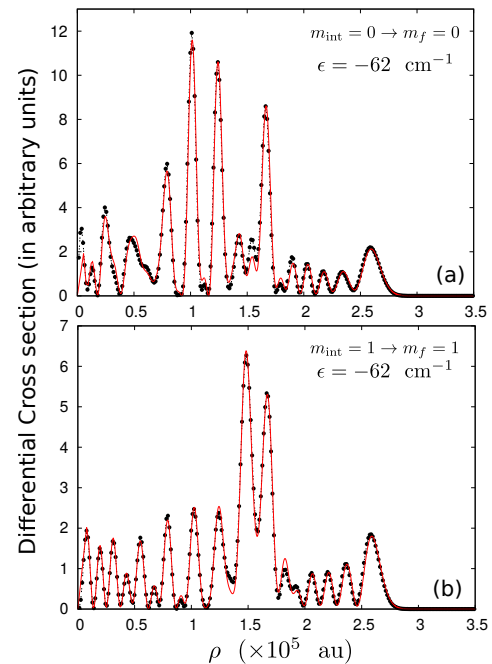 Differential Cross section (in arbitrary units)
12
10
8
6
4
2
0
m_int = 0 → m_f = 0
ϵ = −62 cm⁻¹
(a)
0 0.5 1 1.5 2 2.5 3 3.5
7
6
5
4
3
2
1
0
m_int = 1 → m_f = 1
ϵ = −62 cm⁻¹
(b)
0 0.5 1 1.5 2 2.5 3 3.5
ρ (×10⁵ au)